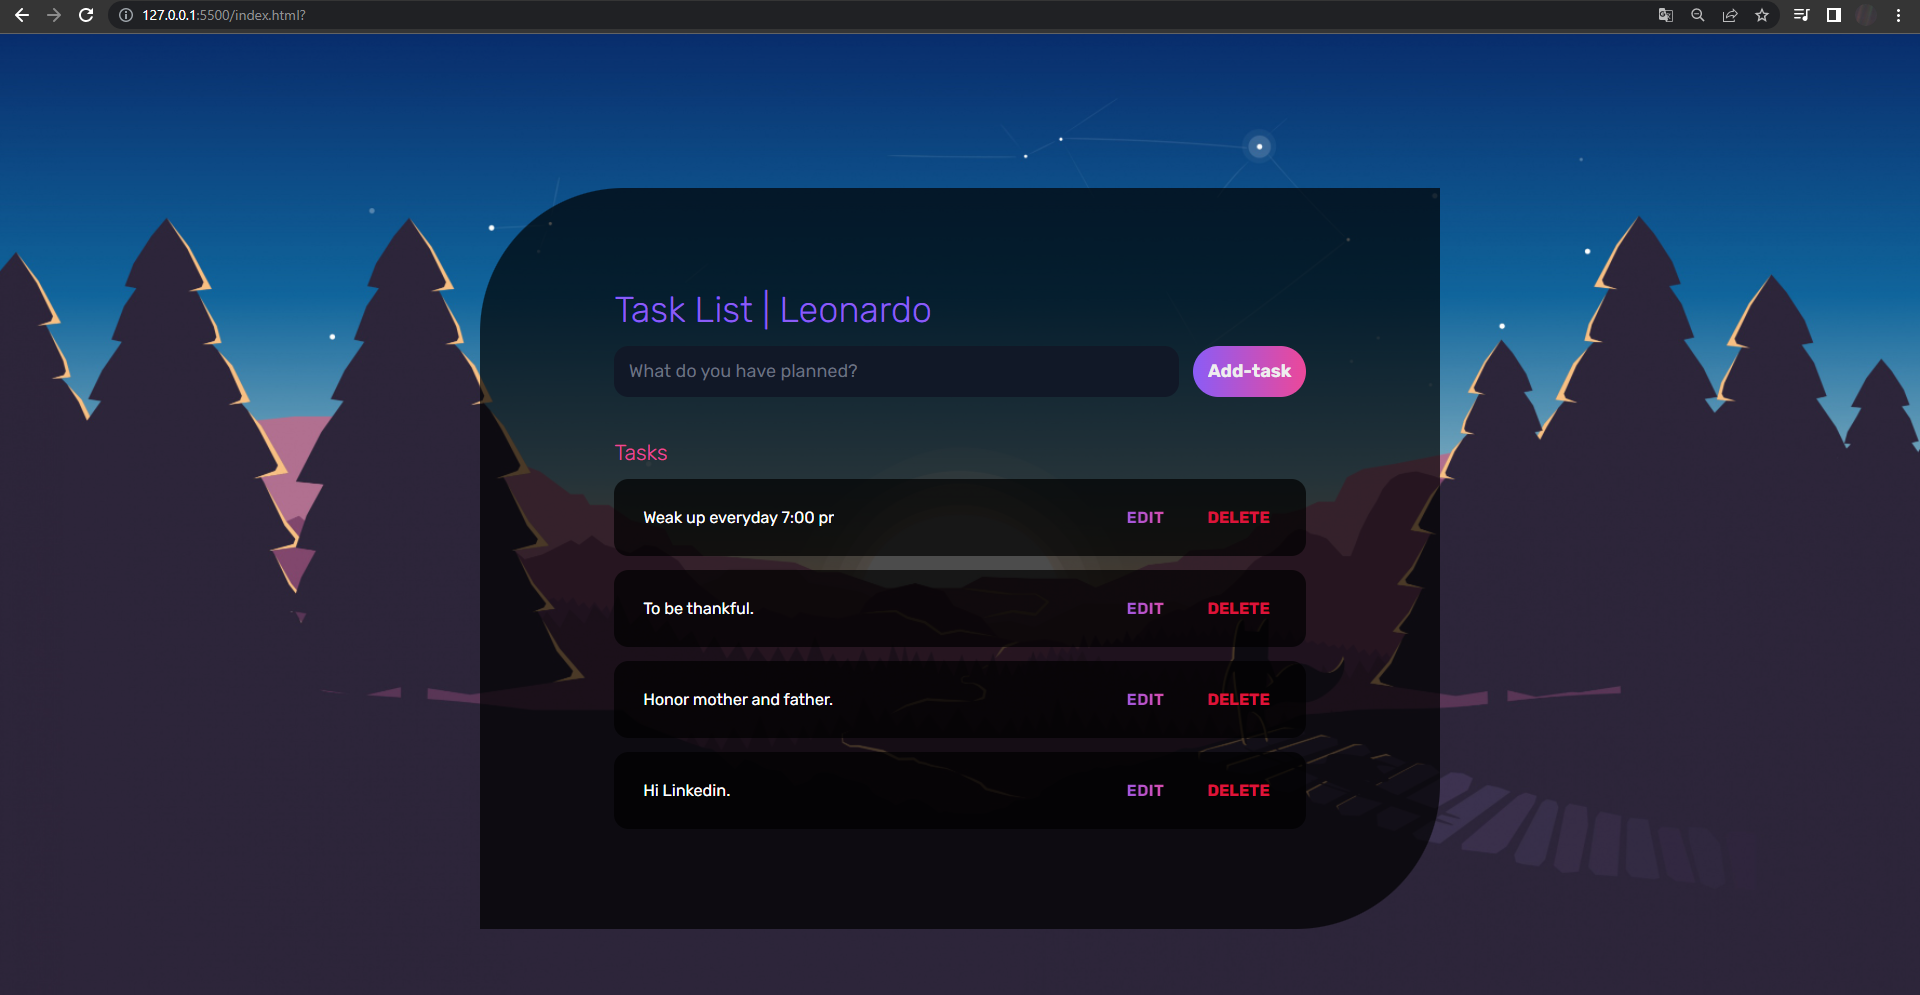 127.0.0.1:5500/index.html?
Task List | Leonardo
What do you have planned?
Add-task
Tasks
Weak up everyday 7:00 pr
EDIT
DELETE
To be thankful.
EDIT
DELETE
Honor mother and father.
EDIT
DELETE
Hi Linkedin.
EDIT
DELETE